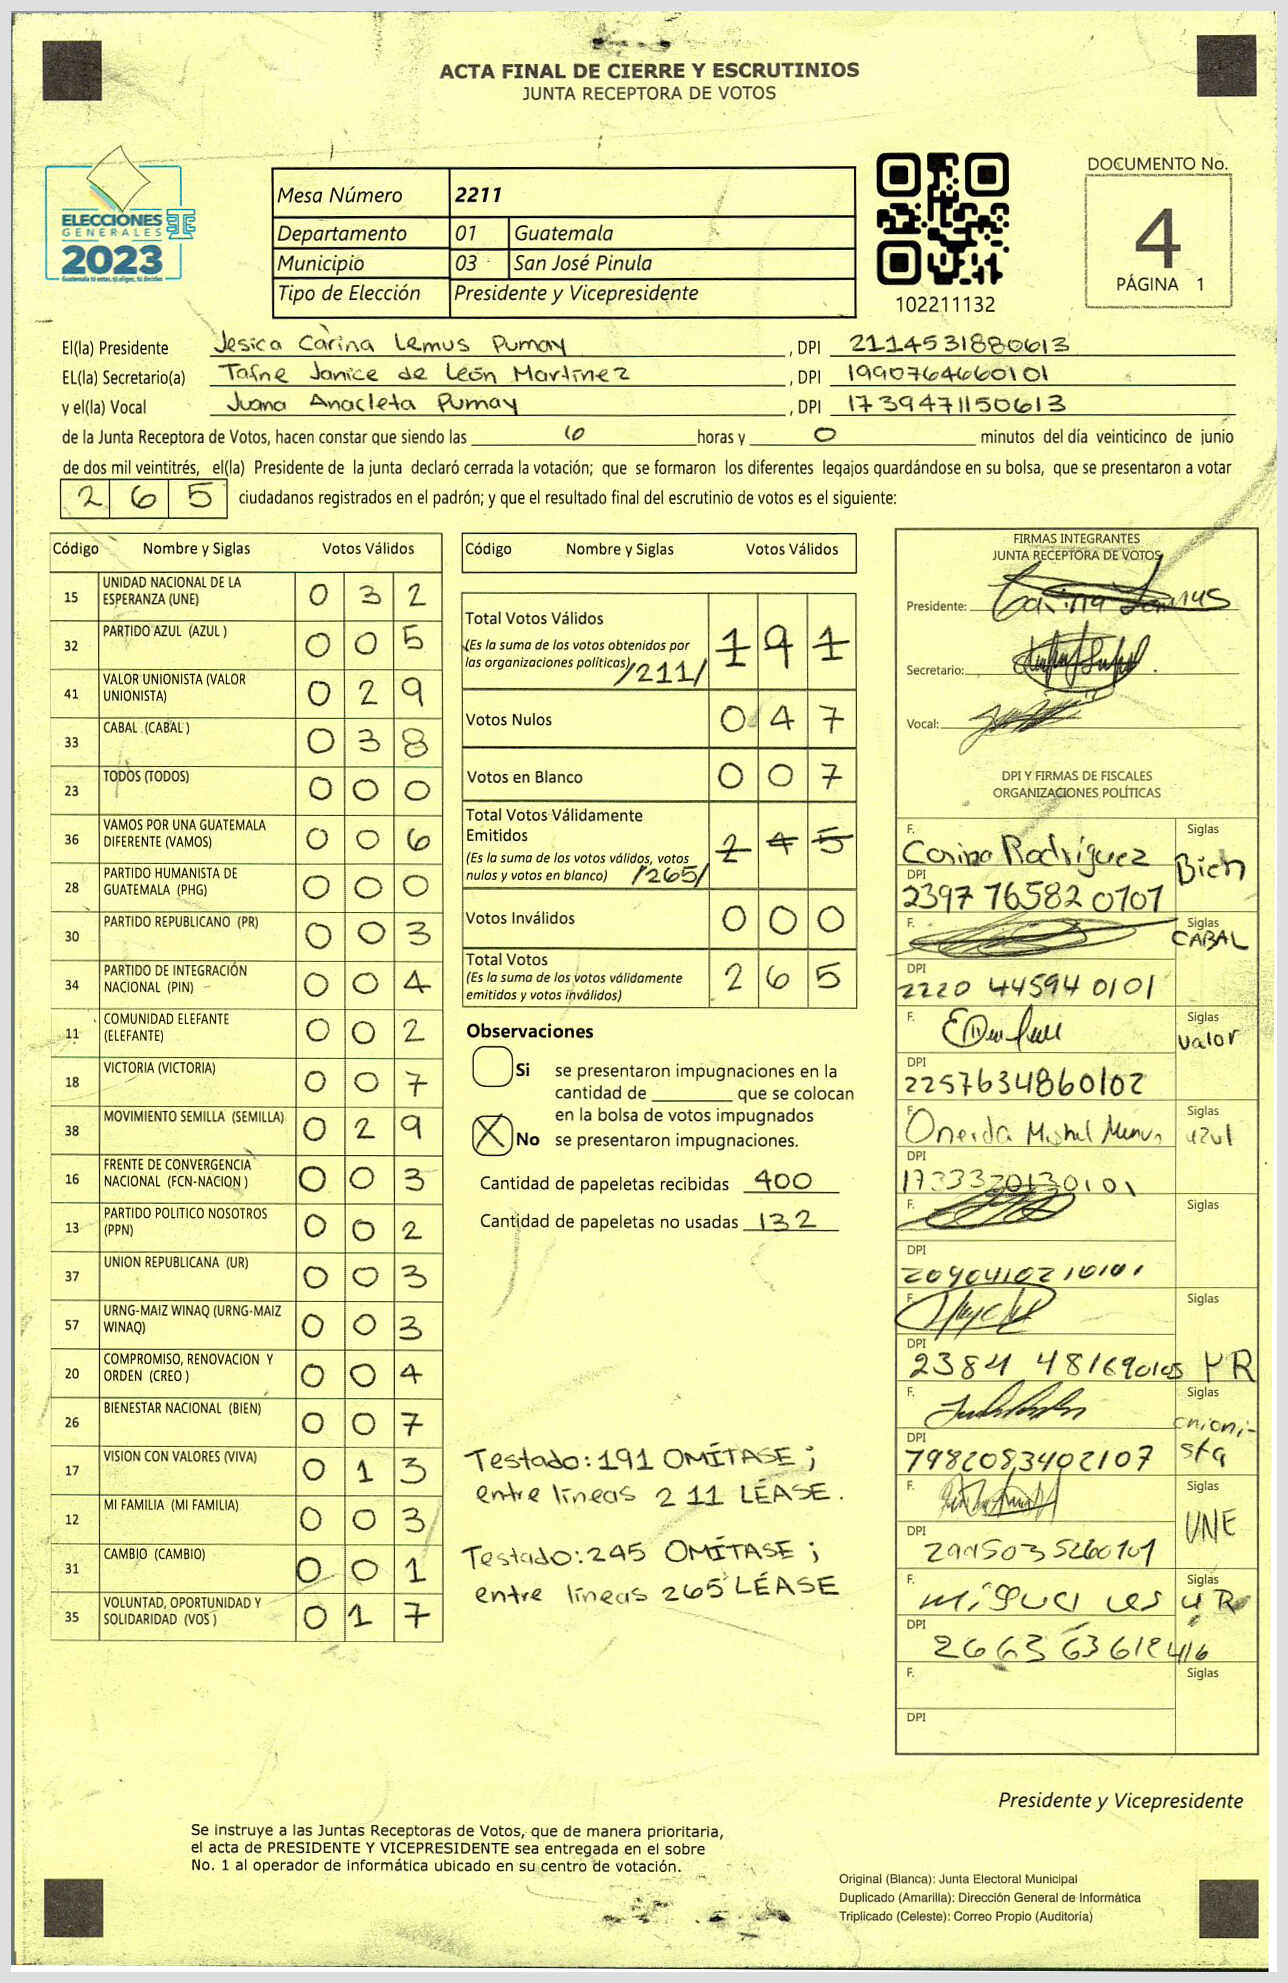 ACTA FINAL DE CIERRE Y ESCRUTINIOS
JUNTA RECEPTORA DE VOTOS
ELECCIONES
GENERALES
2023
Guatemala tú eres, tú eliges, tú decides
Mesa Número 2211
Departamento 01 Guatemala
Municipio 03 San José Pinula
Tipo de Elección Presidente y Vicepresidente
102211132
DOCUMENTO No.
4
PÁGINA 1
El(la) Presidente Jesica Carina Lemus Pumay , DPI 2114531880613
EL(la) Secretario(a) Tafne Janice de León Martínez , DPI 1990764660101
y el(la) Vocal Juana Anacleta Pumay , DPI 1739471150613
de la Junta Receptora de Votos, hacen constar que siendo las 6 horas y 0 minutos del día veinticinco de junio
de dos mil veintitrés, el(la) Presidente de la junta declaró cerrada la votación; que se formaron los diferentes legajos quardándose en su bolsa, que se presentaron a votar
2 6 5 ciudadanos registrados en el padrón; y que el resultado final del escrutinio de votos es el siguiente:
Código Nombre y Siglas Votos Válidos
15 UNIDAD NACIONAL DE LA ESPERANZA (UNE) 0 3 2
32 PARTIDO AZUL (AZUL ) 0 0 5
41 VALOR UNIONISTA (VALOR UNIONISTA) 0 2 9
33 CABAL (CABAL ) 0 3 8
23 TODOS (TODOS) 0 0 0
36 VAMOS POR UNA GUATEMALA DIFERENTE (VAMOS) 0 0 6
28 PARTIDO HUMANISTA DE GUATEMALA (PHG) 0 0 0
30 PARTIDO REPUBLICANO (PR) 0 0 3
34 PARTIDO DE INTEGRACIÓN NACIONAL (PIN) 0 0 4
11 COMUNIDAD ELEFANTE (ELEFANTE) 0 0 2
18 VICTORIA (VICTORIA) 0 0 7
38 MOVIMIENTO SEMILLA (SEMILLA) 0 2 9
16 FRENTE DE CONVERGENCIA NACIONAL (FCN-NACION ) 0 0 3
13 PARTIDO POLITICO NOSOTROS (PPN) 0 0 2
37 UNION REPUBLICANA (UR) 0 0 3
57 URNG-MAIZ WINAQ (URNG-MAIZ WINAQ) 0 0 3
20 COMPROMISO, RENOVACION Y ORDEN (CREO ) 0 0 4
26 BIENESTAR NACIONAL (BIEN) 0 0 7
17 VISION CON VALORES (VIVA) 0 1 3
12 MI FAMILIA (MI FAMILIA) 0 0 3
31 CAMBIO (CAMBIO) 0 0 1
35 VOLUNTAD, OPORTUNIDAD Y SOLIDARIDAD (VOS ) 0 1 7
Código Nombre y Siglas Votos Válidos
Total Votos Válidos 1 9 1
(Es la suma de los votos obtenidos por
las organizaciones políticas) /211/
Votos Nulos 0 4 7
Votos en Blanco 0 0 7
Total Votos Válidamente
Emitidos 2 4 5
(Es la suma de los votos válidos, votos
nulos y votos en blanco) /265/
Votos Inválidos 0 0 0
Total Votos 2 6 5
(Es la suma de los votos válidamente
emitidos y votos inválidos)
Observaciones
Si se presentaron impugnaciones en la
cantidad de ________ que se colocan
en la bolsa de votos impugnados
X No se presentaron impugnaciones.
Cantidad de papeletas recibidas 400
Cantidad de papeletas no usadas 132
Testado: 191 OMÍTASE ;
entre líneas 211 LÉASE.
Testado: 245 OMÍTASE ;
entre líneas 265 LÉASE
FIRMAS INTEGRANTES
JUNTA RECEPTORA DE VOTOS
Presidente:
Secretario:
Vocal:
DPI Y FIRMAS DE FISCALES
ORGANIZACIONES POLÍTICAS
F. Corina Rodríguez Siglas Bien
DPI 2397 76582 0707
F. Siglas CABAL
DPI 2220 44594 0101
F. Siglas Valor
DPI 2257634860102
F. Oneida Siglas azul
DPI 1733320130101
F. Siglas
DPI 2090410210101
F. Siglas
DPI 2384 48169 0105 UR
F. Siglas unioni-
sta
DPI 7982083402107
F. Siglas UNE
DPI
F. Siglas UR
DPI
F. Siglas
DPI
Presidente y Vicepresidente
Se instruye a las Juntas Receptoras de Votos, que de manera prioritaria,
el acta de PRESIDENTE Y VICEPRESIDENTE sea entregada en el sobre
No. 1 al operador de informática ubicado en su centro de votación.
Original (Blanca): Junta Electoral Municipal
Duplicado (Amarilla): Dirección General de Informática
Triplicado (Celeste): Correo Propio (Auditoría)